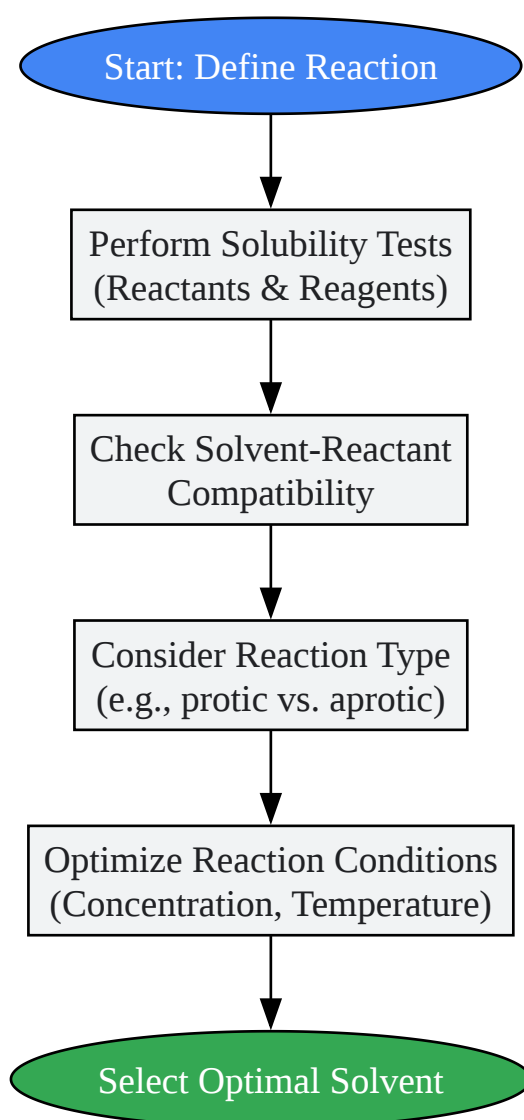 Start: Define Reaction
Perform Solubility Tests
(Reactants & Reagents)
Check Solvent-Reactant
Compatibility
Consider Reaction Type
(e.g., protic vs. aprotic)
Optimize Reaction Conditions
(Concentration, Temperature)
Select Optimal Solvent